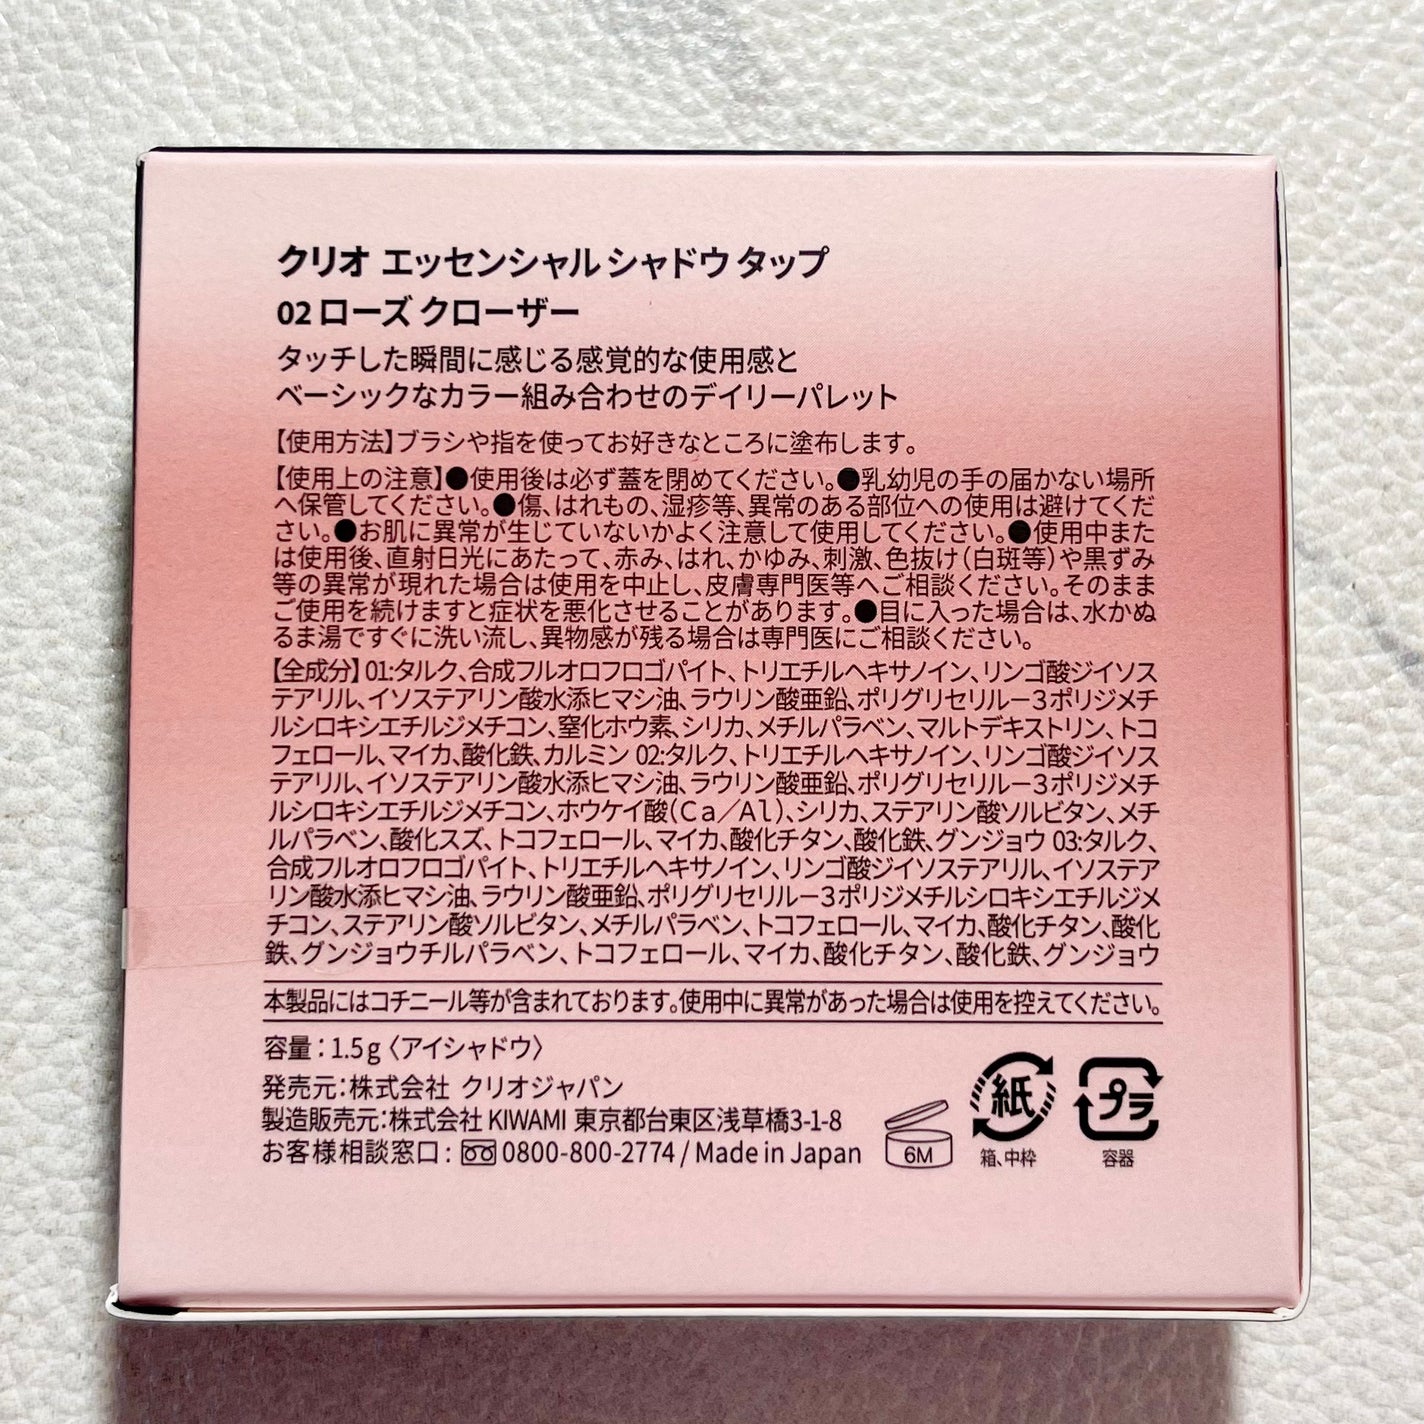 クリオ エッセンシャル シャドウ タップ
02 ローズ クローザー
タッチした瞬間に感じる感覚的な使用感と
ベーシックなカラー組み合わせのデイリーパレット
【使用方法】ブラシや指を使ってお好きなところに塗布します。
【使用上の注意】●使用後は必ず蓋を閉めてください。●乳幼児の手の届かない場所
へ保管してください。●傷、はれもの、湿疹等、異常のある部位への使用は避けてくだ
さい。●お肌に異常が生じていないかよく注意して使用してください。●使用中また
は使用後、直射日光にあたって、赤み、はれ、かゆみ、刺激、色抜け(白斑等)や黒ずみ
等の異常が現れた場合は使用を中止し、皮膚専門医等へご相談ください。そのまま
ご使用を続けますと症状を悪化させることがあります。●目に入った場合は、水かぬ
るま湯ですぐに洗い流し、異物感が残る場合は専門医にご相談ください。
【全成分】01:タルク、合成フルオロフロゴパイト、トリエチルヘキサノイン、リンゴ酸ジイソス
テアリル、イソステアリン酸水添ヒマシ油、ラウリン酸亜鉛、ポリグリセリルー３ポリジメチ
ルシロキシエチルジメチコン、窒化ホウ素、シリカ、メチルパラベン、マルトデキストリン、トコ
フェロール、マイカ、酸化鉄、カルミン 02:タルク、トリエチルヘキサノイン、リンゴ酸ジイソス
テアリル、イソステアリン酸水添ヒマシ油、ラウリン酸亜鉛、ポリグリセリルー３ポリジメチ
ルシロキシエチルジメチコン、ホウケイ酸(Ｃａ／Ａｌ)、シリカ、ステアリン酸ソルビタン、メチ
ルパラベン、酸化スズ、トコフェロール、マイカ、酸化チタン、酸化鉄、グンジョウ 03:タルク、
合成フルオロフロゴパイト、トリエチルヘキサノイン、リンゴ酸ジイソステアリル、イソステア
リン酸水添ヒマシ油、ラウリン酸亜鉛、ポリグリセリルー３ポリジメチルシロキシエチルジメ
チコン、ステアリン酸ソルビタン、メチルパラベン、トコフェロール、マイカ、酸化チタン、酸化
鉄、グンジョウチルパラベン、トコフェロール、マイカ、酸化チタン、酸化鉄、グンジョウ
本製品にはコチニール等が含まれております。使用中に異常があった場合は使用を控えてください。
容量：1.5g〈アイシャドウ〉
発売元：株式会社 クリオジャパン
製造販売元：株式会社 KIWAMI 東京都台東区浅草橋3-1-8
お客様相談窓口： 0800-800-2774 / Made in Japan
6M
紙
箱、中枠
プラ
容器